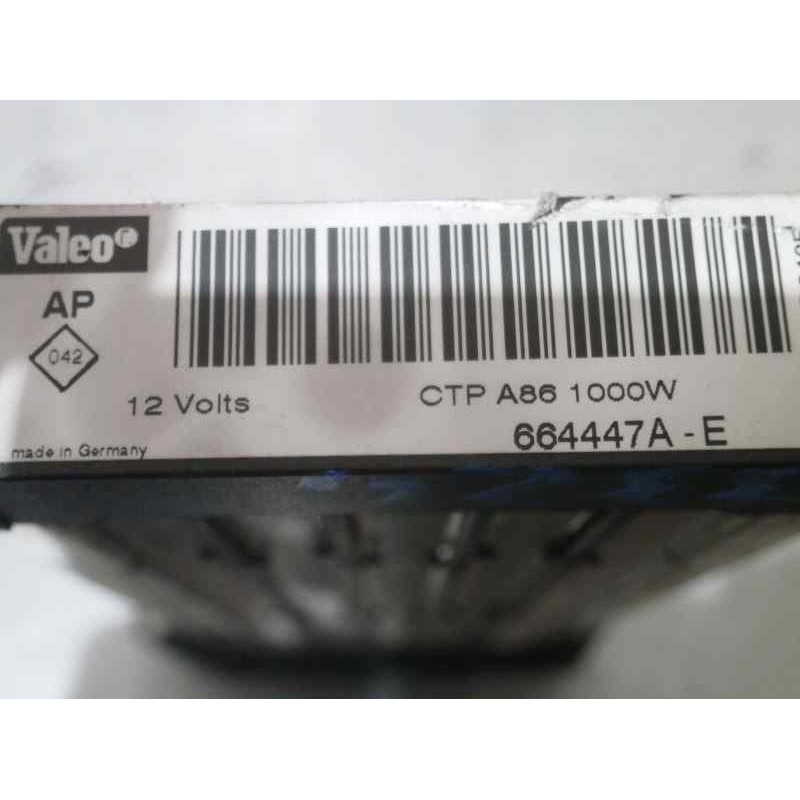 Valeo
AP
042
12 Volts
CTP A86 1000W
664447A - E
made in Germany